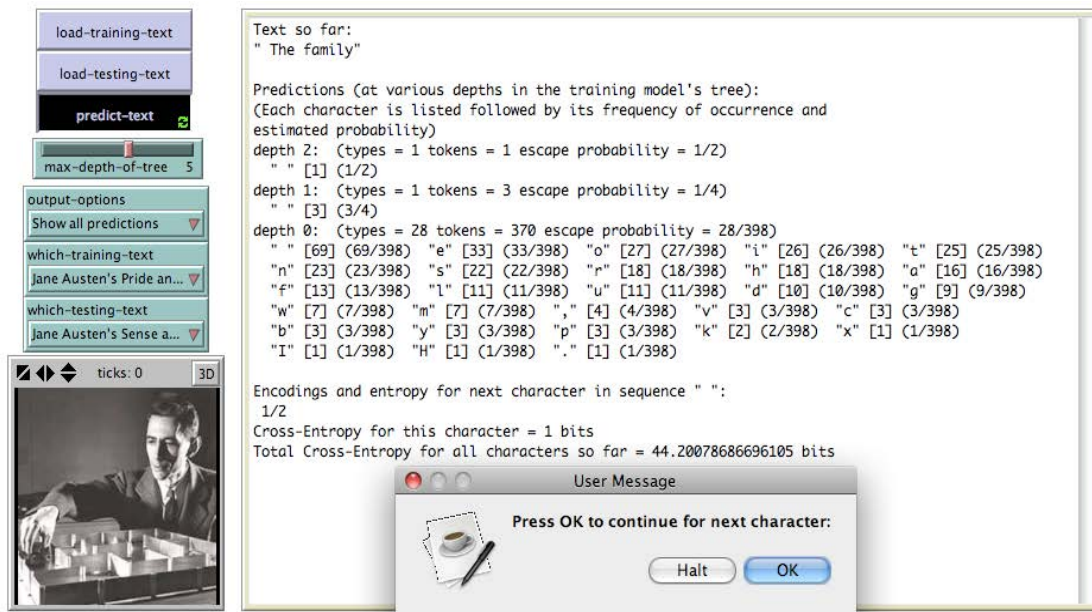 load-training-text
load-testing-text
predict-text
max-depth-of-tree 5
output-options
Show all predictions
which-training-text
Jane Austen's Pride an...
which-testing-text
Jane Austen's Sense a...
ticks: 0 3D
Text so far:
" The family"
Predictions (at various depths in the training model's tree):
(Each character is listed followed by its frequency of occurrence and
estimated probability)
depth 2: (types = 1 tokens = 1 escape probability = 1/2)
" " [1] (1/2)
depth 1: (types = 1 tokens = 3 escape probability = 1/4)
" " [3] (3/4)
depth 0: (types = 28 tokens = 370 escape probability = 28/398)
" " [69] (69/398) "e" [33] (33/398) "o" [27] (27/398) "i" [26] (26/398) "t" [25] (25/398)
"n" [23] (23/398) "s" [22] (22/398) "r" [18] (18/398) "h" [18] (18/398) "a" [16] (16/398)
"f" [13] (13/398) "l" [11] (11/398) "u" [11] (11/398) "d" [10] (10/398) "g" [9] (9/398)
"w" [7] (7/398) "m" [7] (7/398) "," [4] (4/398) "v" [3] (3/398) "c" [3] (3/398)
"b" [3] (3/398) "y" [3] (3/398) "p" [3] (3/398) "k" [2] (2/398) "x" [1] (1/398)
"I" [1] (1/398) "H" [1] (1/398) "." [1] (1/398)
Encodings and entropy for next character in sequence " ":
1/2
Cross-Entropy for this character = 1 bits
Total Cross-Entropy for all characters so far = 44.20078686696105 bits
User Message
Press OK to continue for next character:
Halt OK